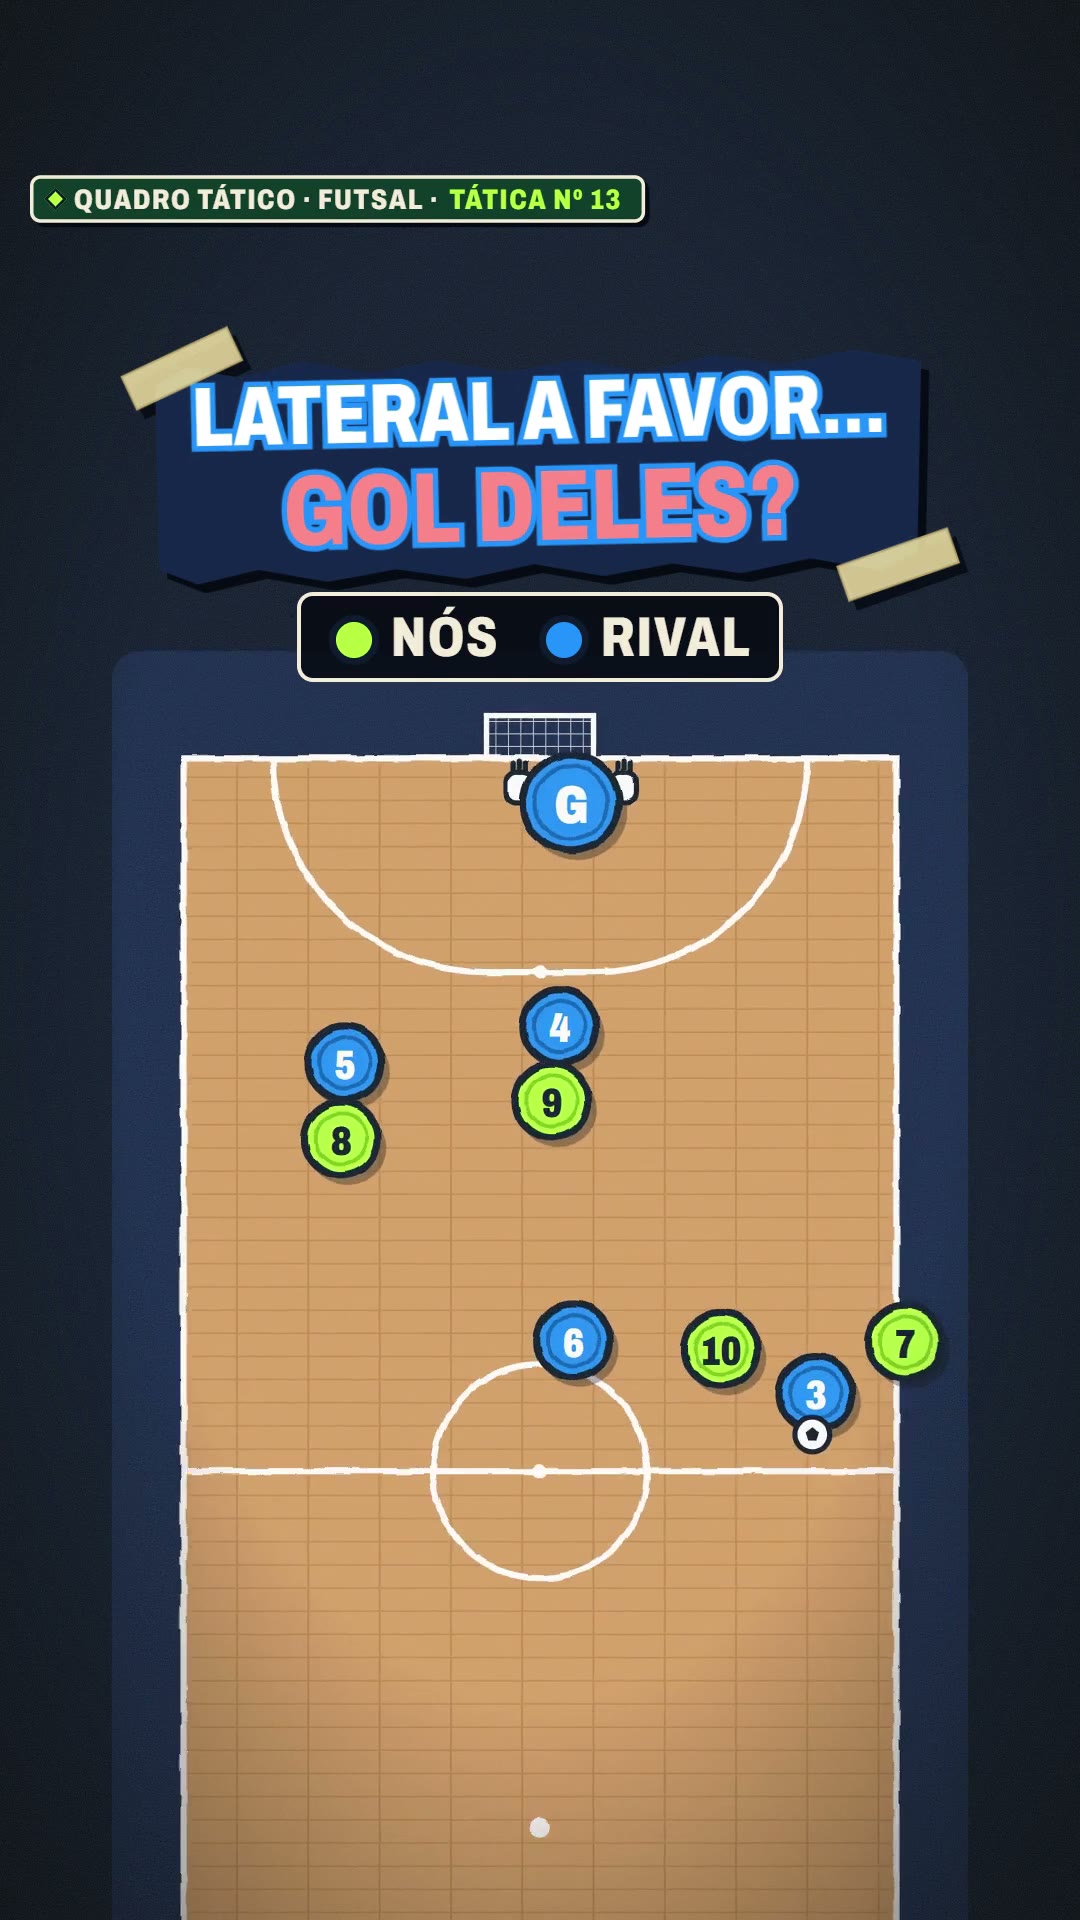 QUADRO TÁTICO · FUTSAL · TÁTICA Nº 13
LATERAL A FAVOR...
GOL DELES?
NÓS RIVAL
G
4
5
9
8
6
10
7
3